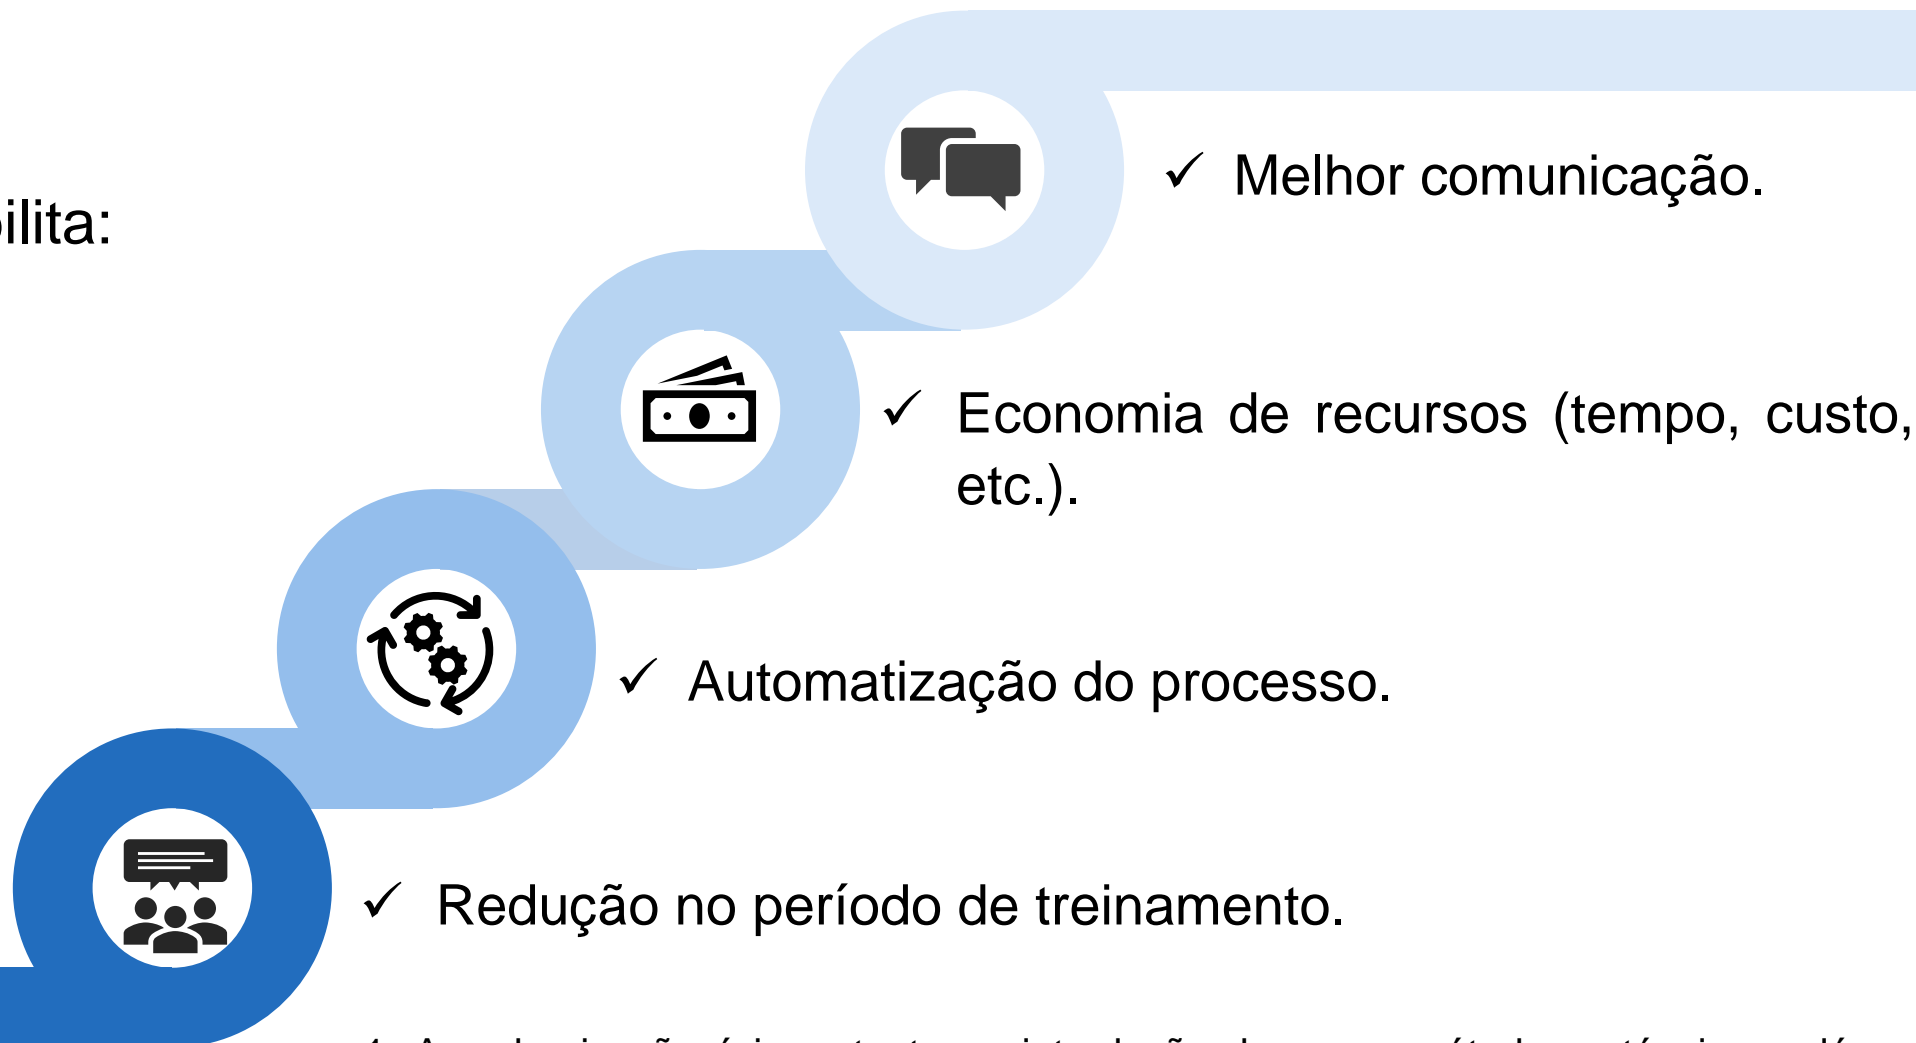 ✓ Melhor comunicação.
ilita:
✓ Economia de recursos (tempo, custo,
etc.).
✓ Automatização do processo.
✓ Redução no período de treinamento.